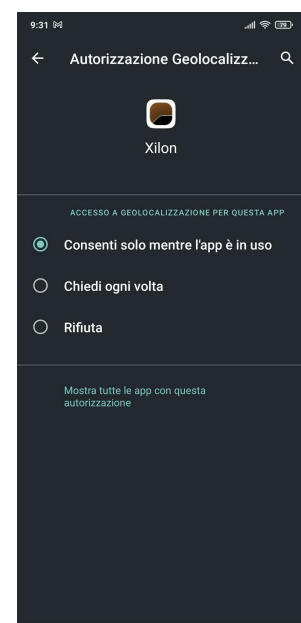 9:31
79
Autorizzazione Geolocalizz...
Xilon
ACCESSO A GEOLOCALIZZAZIONE PER QUESTA APP
Consenti solo mentre l'app è in uso
Chiedi ogni volta
Rifiuta
Mostra tutte le app con questa
autorizzazione